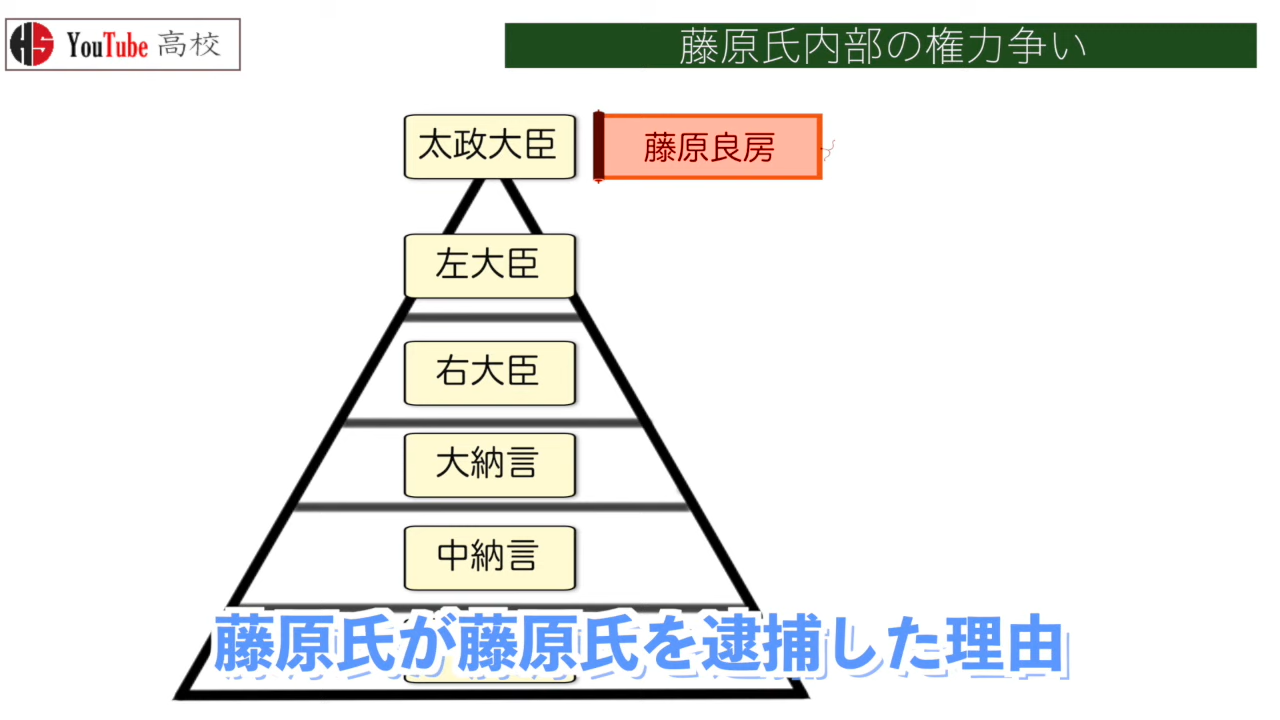 HS YouTube 高校
藤原氏内部の権力争い
太政大臣
藤原良房
左大臣
右大臣
大納言
中納言
藤原氏が藤原氏を逮捕した理由